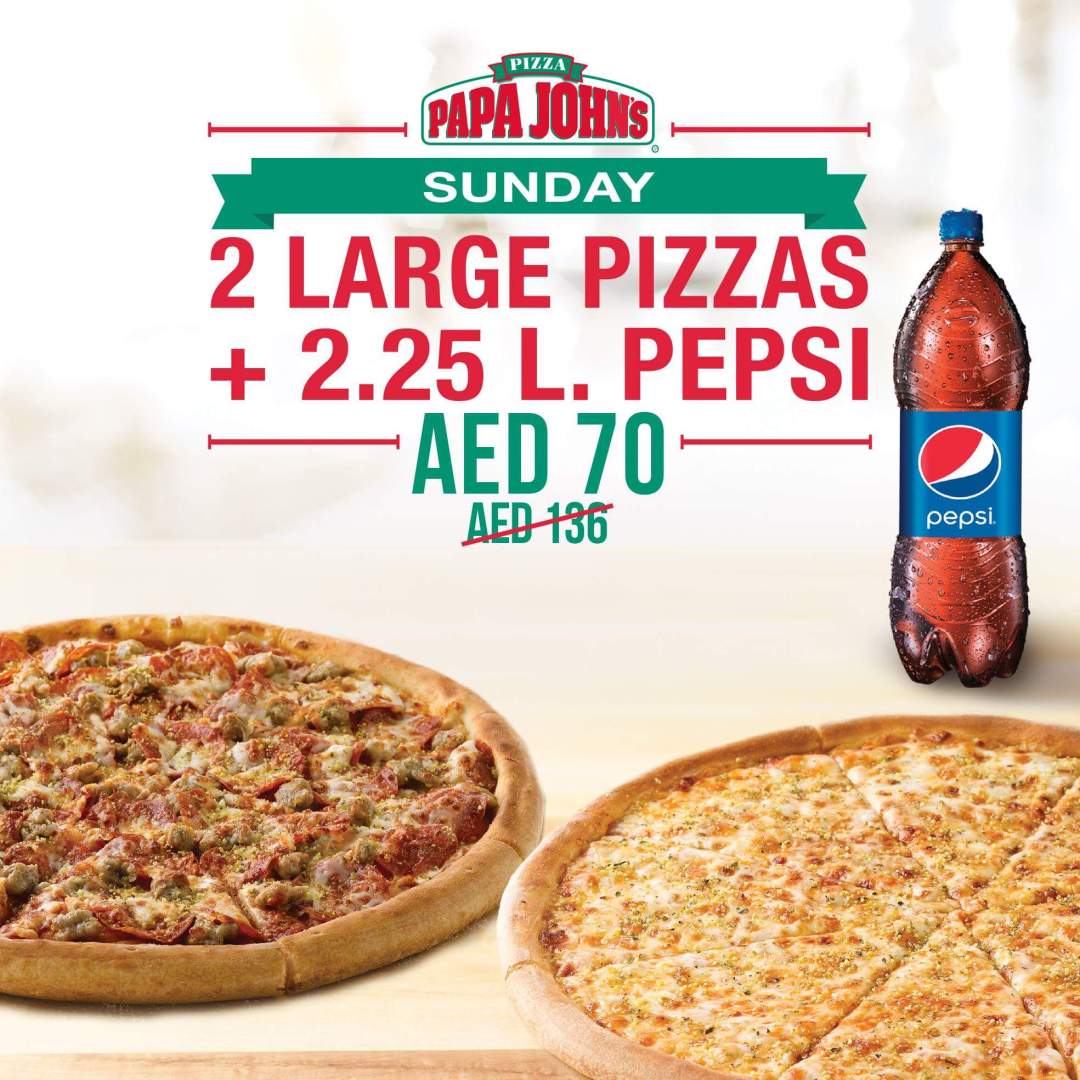 PIZZA
PAPA JOHN'S
SUNDAY
2 LARGE PIZZAS
+ 2.25 L. PEPSI
AED 70
AED 136
pepsi